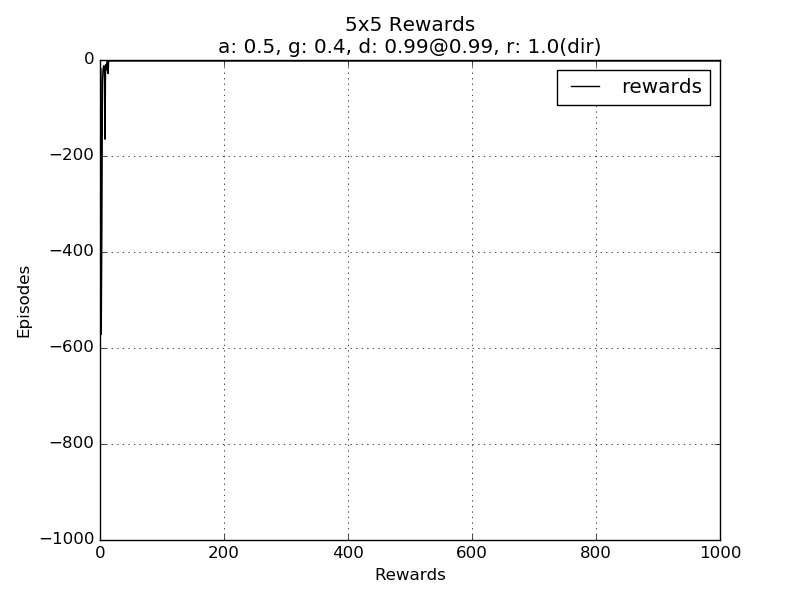 5x5 Rewards
a: 0.5, g: 0.4, d: 0.99@0.99, r: 1.0(dir)
rewards
0
−200
−400
−600
−800
−1000
Episodes
0 200 400 600 800 1000
Rewards